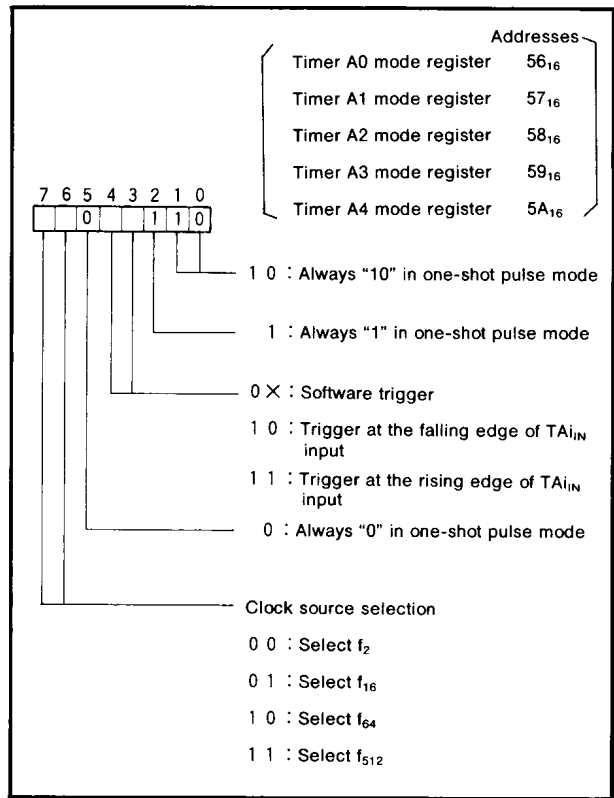 Addresses
Timer A0 mode register 56₁₆
Timer A1 mode register 57₁₆
Timer A2 mode register 58₁₆
Timer A3 mode register 59₁₆
Timer A4 mode register 5A₁₆
7 6 5 4 3 2 1 0
0 1 1 0
1 0 : Always “10” in one-shot pulse mode
1 : Always “1” in one-shot pulse mode
0 × : Software trigger
1 0 : Trigger at the falling edge of TAiIN
input
1 1 : Trigger at the rising edge of TAiIN
input
0 : Always “0” in one-shot pulse mode
Clock source selection
0 0 : Select f₂
0 1 : Select f₁₆
1 0 : Select f₆₄
1 1 : Select f₅₁₂